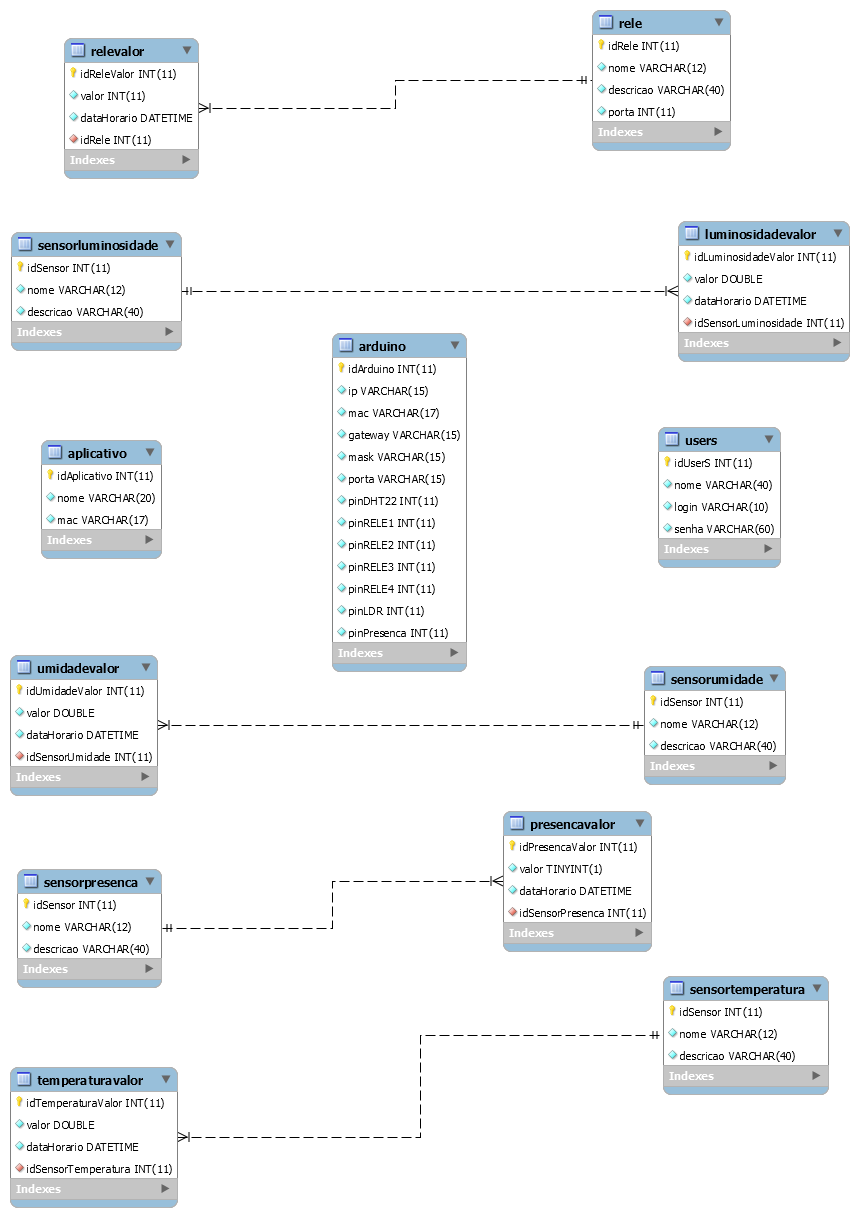 relevalor
idReleValor INT(11)
valor INT(11)
dataHorario DATETIME
idRele INT(11)
Indexes
rele
idRele INT(11)
nome VARCHAR(12)
descricao VARCHAR(40)
porta INT(11)
Indexes
sensorluminosidade
idSensor INT(11)
nome VARCHAR(12)
descricao VARCHAR(40)
Indexes
luminosidadevalor
idLuminosidadeValor INT(11)
valor DOUBLE
dataHorario DATETIME
idSensorLuminosidade INT(11)
Indexes
arduino
idArduino INT(11)
ip VARCHAR(15)
mac VARCHAR(17)
gateway VARCHAR(15)
mask VARCHAR(15)
porta VARCHAR(15)
pinDHT22 INT(11)
pinRELE1 INT(11)
pinRELE2 INT(11)
pinRELE3 INT(11)
pinRELE4 INT(11)
pinLDR INT(11)
pinPresenca INT(11)
Indexes
aplicativo
idAplicativo INT(11)
nome VARCHAR(20)
mac VARCHAR(17)
Indexes
users
idUserS INT(11)
nome VARCHAR(40)
login VARCHAR(10)
senha VARCHAR(60)
Indexes
umidadevalor
idUmidadeValor INT(11)
valor DOUBLE
dataHorario DATETIME
idSensorUmidade INT(11)
Indexes
sensorumidade
idSensor INT(11)
nome VARCHAR(12)
descricao VARCHAR(40)
Indexes
presencavalor
idPresencaValor INT(11)
valor TINYINT(1)
dataHorario DATETIME
idSensorPresenca INT(11)
Indexes
sensorpresenca
idSensor INT(11)
nome VARCHAR(12)
descricao VARCHAR(40)
Indexes
sensortemperatura
idSensor INT(11)
nome VARCHAR(12)
descricao VARCHAR(40)
Indexes
temperaturavalor
idTemperaturaValor INT(11)
valor DOUBLE
dataHorario DATETIME
idSensorTemperatura INT(11)
Indexes